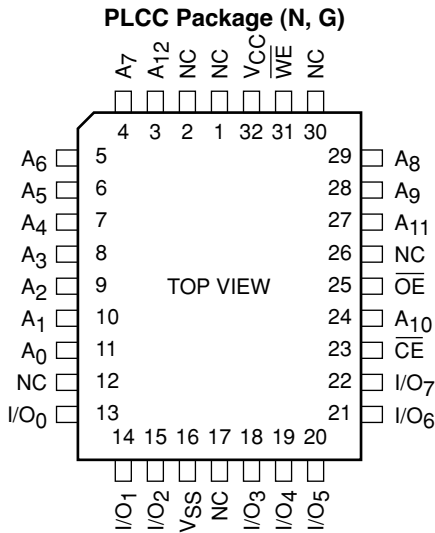 PLCC Package (N, G)
A7 A12 NC NC VCC W̅E̅ NC
4 3 2 1 32 31 30
A6 5 29 A8
A5 6 28 A9
A4 7 27 A11
A3 8 26 NC
A2 9 TOP VIEW 25 O̅E̅
A1 10 24 A10
A0 11 23 C̅E̅
NC 12 22 I/O7
I/O0 13 21 I/O6
14 15 16 17 18 19 20
I/O1 I/O2 VSS NC I/O3 I/O4 I/O5